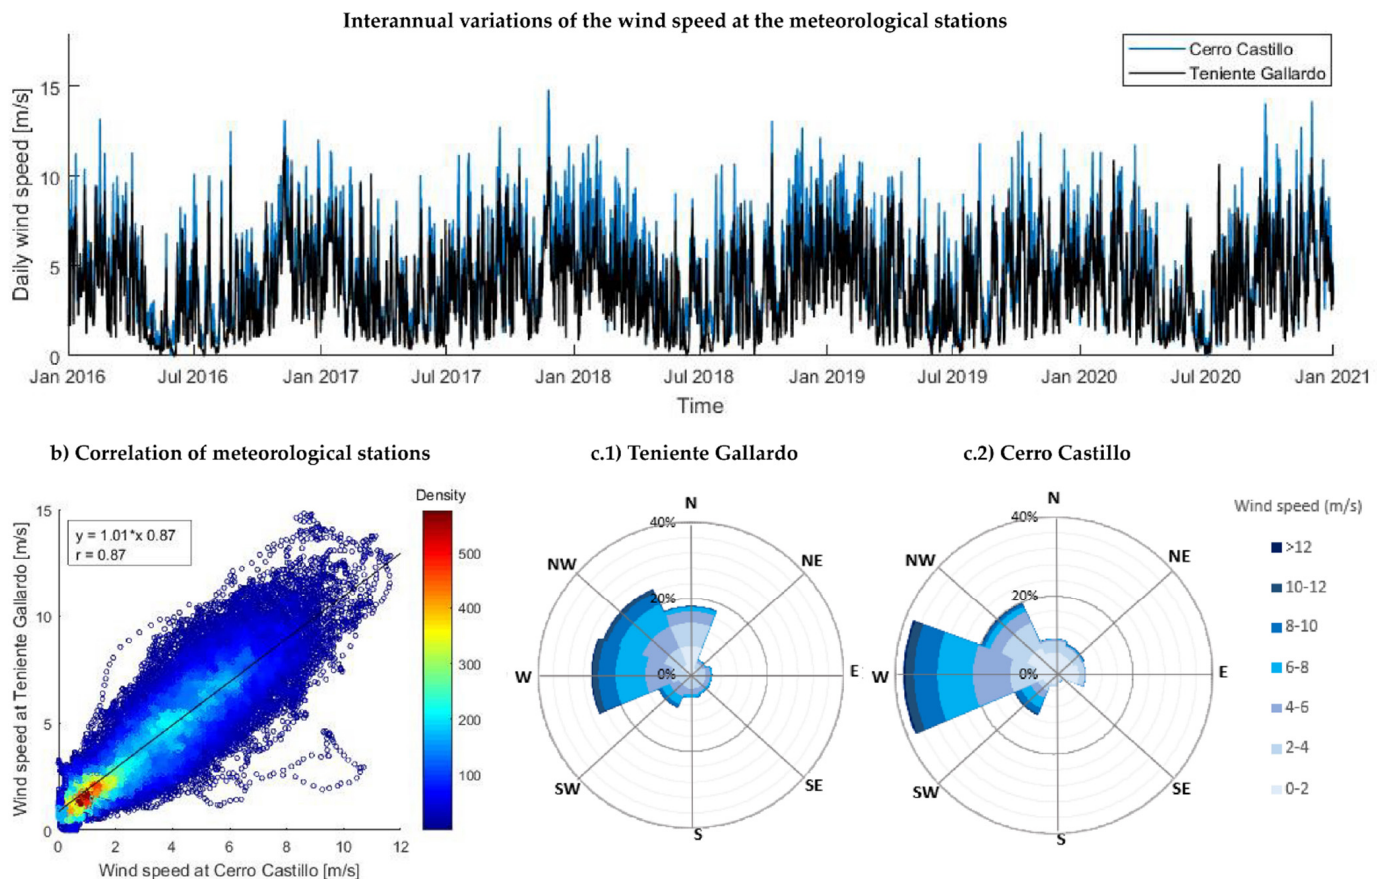 Interannual variations of the wind speed at the meteorological stations
Cerro Castillo
Teniente Gallardo
Daily wind speed [m/s]
15
10
5
0
Jan 2016 Jul 2016 Jan 2017 Jul 2017 Jan 2018 Jul 2018 Jan 2019 Jul 2019 Jan 2020 Jul 2020 Jan 2021
Time
b) Correlation of meteorological stations
Wind speed at Teniente Gallardo [m/s]
15
10
5
0
y = 1.01*x 0.87
r = 0.87
0 2 4 6 8 10 12
Wind speed at Cerro Castillo [m/s]
Density
500
400
300
200
100
c.1) Teniente Gallardo
N
40%
NW
NE
20%
W
0%
E
SW
SE
S
c.2) Cerro Castillo
N
40%
NW
NE
20%
W
0%
E
SW
SE
S
Wind speed (m/s)
>12
10-12
8-10
6-8
4-6
2-4
0-2